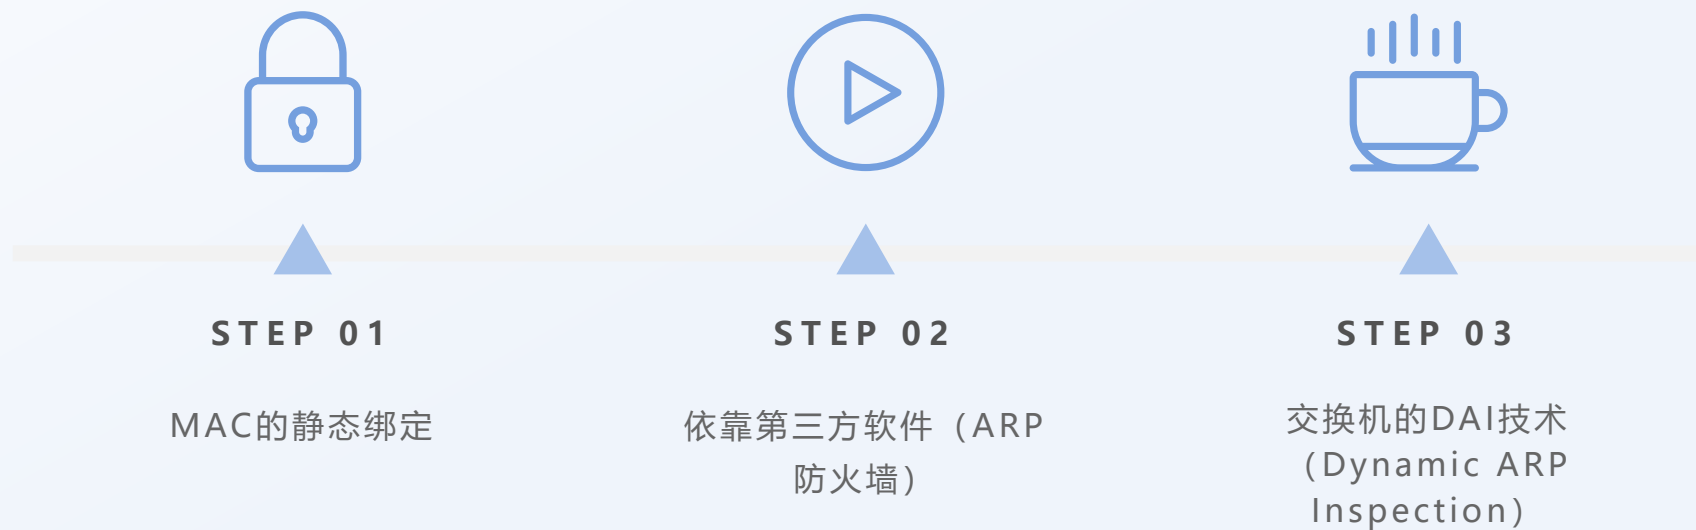 STEP 01
MAC的静态绑定
STEP 02
依靠第三方软件（ARP
防火墙）
STEP 03
交换机的DAI技术
（Dynamic ARP
Inspection）